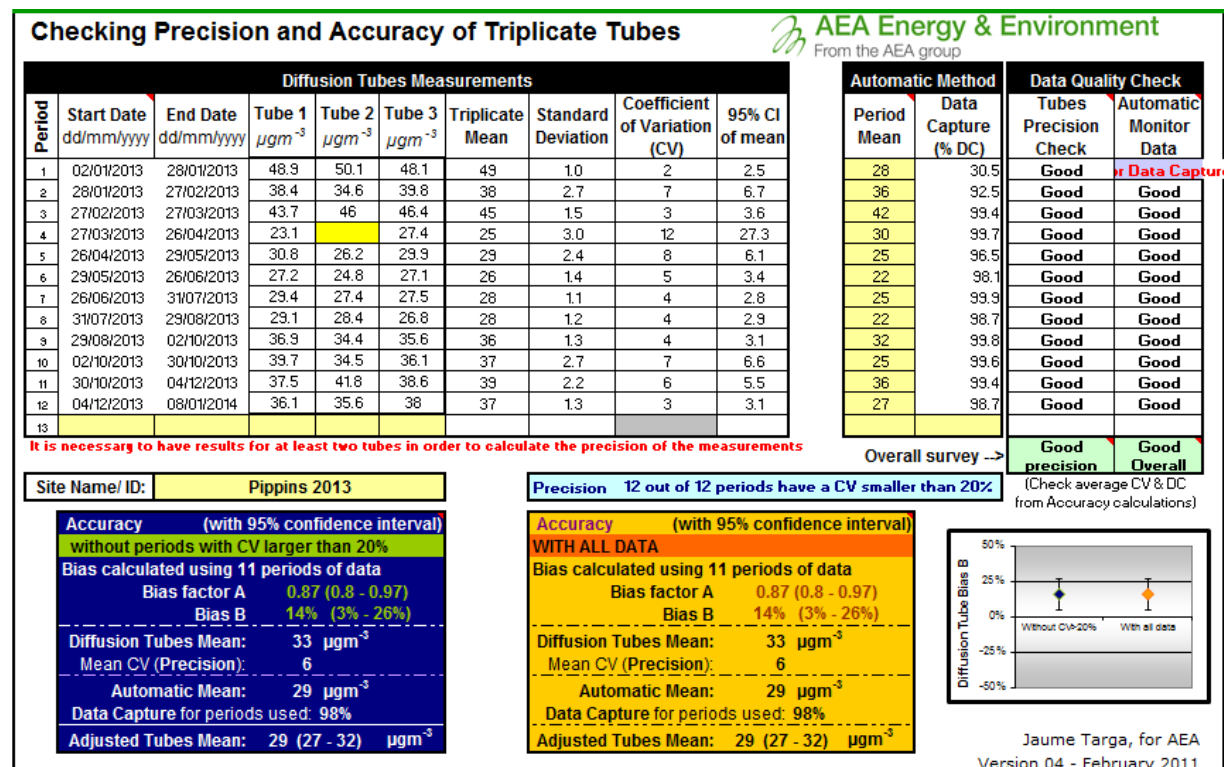 Checking Precision and Accuracy of Triplicate Tubes
AEA Energy & Environment
From the AEA group
Diffusion Tubes Measurements
Automatic Method
Data Quality Check
Period Start Date dd/mm/yyyy End Date dd/mm/yyyy Tube 1 µgm-3 Tube 2 µgm-3 Tube 3 µgm-3 Triplicate Mean Standard Deviation Coefficient of Variation (CV) 95% CI of mean Period Mean Data Capture (% DC) Tubes Precision Check Automatic Monitor Data
1 02/01/2013 28/01/2013 48.9 50.1 48.1 49 1.0 2 2.5 28 30.5 Good r Data Capture
2 28/01/2013 27/02/2013 38.4 34.6 39.8 38 2.7 7 6.7 36 92.5 Good Good
3 27/02/2013 27/03/2013 43.7 46 46.4 45 1.5 3 3.6 42 99.4 Good Good
4 27/03/2013 26/04/2013 23.1 27.4 25 3.0 12 27.3 30 99.7 Good Good
5 26/04/2013 29/05/2013 30.8 26.2 29.9 29 2.4 8 6.1 25 96.5 Good Good
6 29/05/2013 26/06/2013 27.2 24.8 27.1 26 1.4 5 3.4 22 98.1 Good Good
7 26/06/2013 31/07/2013 29.4 27.4 27.5 28 1.1 4 2.8 25 99.9 Good Good
8 31/07/2013 29/08/2013 29.1 28.4 26.8 28 1.2 4 2.9 22 98.7 Good Good
9 29/08/2013 02/10/2013 36.9 34.4 35.6 36 1.3 4 3.1 32 99.8 Good Good
10 02/10/2013 30/10/2013 39.7 34.5 36.1 37 2.7 7 6.6 25 99.6 Good Good
11 30/10/2013 04/12/2013 37.5 41.8 38.6 39 2.2 6 5.5 36 99.4 Good Good
12 04/12/2013 08/01/2014 36.1 35.6 38 37 1.3 3 3.1 27 98.7 Good Good
13
It is necessary to have results for at least two tubes in order to calculate the precision of the measurements
Overall survey --> Good precision Good Overall
(Check average CV & DC
from Accuracy calculations)
Site Name/ ID: Pippins 2013
Precision 12 out of 12 periods have a CV smaller than 20%
Accuracy (with 95% confidence interval)
without periods with CV larger than 20%
Bias calculated using 11 periods of data
Bias factor A 0.87 (0.8 - 0.97)
Bias B 14% (3% - 26%)
Diffusion Tubes Mean: 33 µgm-3
Mean CV (Precision): 6
Automatic Mean: 29 µgm-3
Data Capture for periods used: 98%
Adjusted Tubes Mean: 29 (27 - 32) µgm-3
Accuracy (with 95% confidence interval)
WITH ALL DATA
Bias calculated using 11 periods of data
Bias factor A 0.87 (0.8 - 0.97)
Bias B 14% (3% - 26%)
Diffusion Tubes Mean: 33 µgm-3
Mean CV (Precision): 6
Automatic Mean: 29 µgm-3
Data Capture for periods used: 98%
Adjusted Tubes Mean: 29 (27 - 32) µgm-3
Diffusion Tube Bias B
50%
25%
0%
-25%
-50%
Without CV>20% With all data
Jaume Targa, for AEA
Version 04 - February 2011